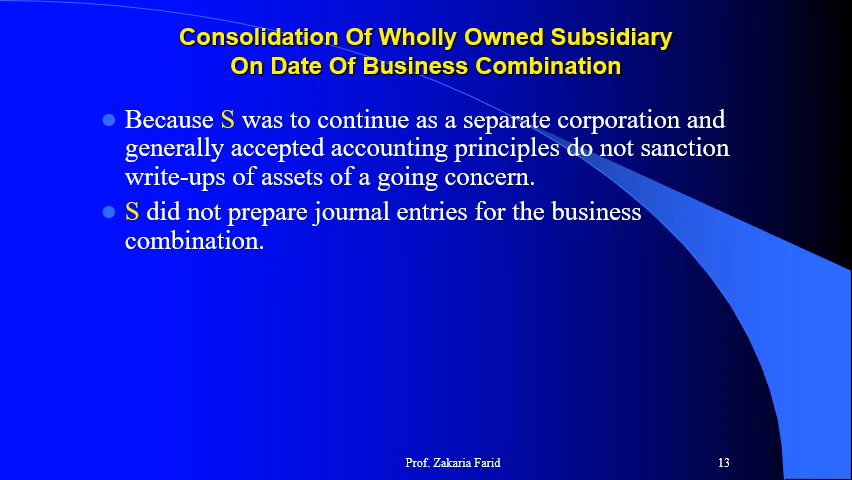 Consolidation Of Wholly Owned Subsidiary
On Date Of Business Combination
Because S was to continue as a separate corporation and
generally accepted accounting principles do not sanction
write-ups of assets of a going concern.
S did not prepare journal entries for the business
combination.
Prof. Zakaria Farid
13